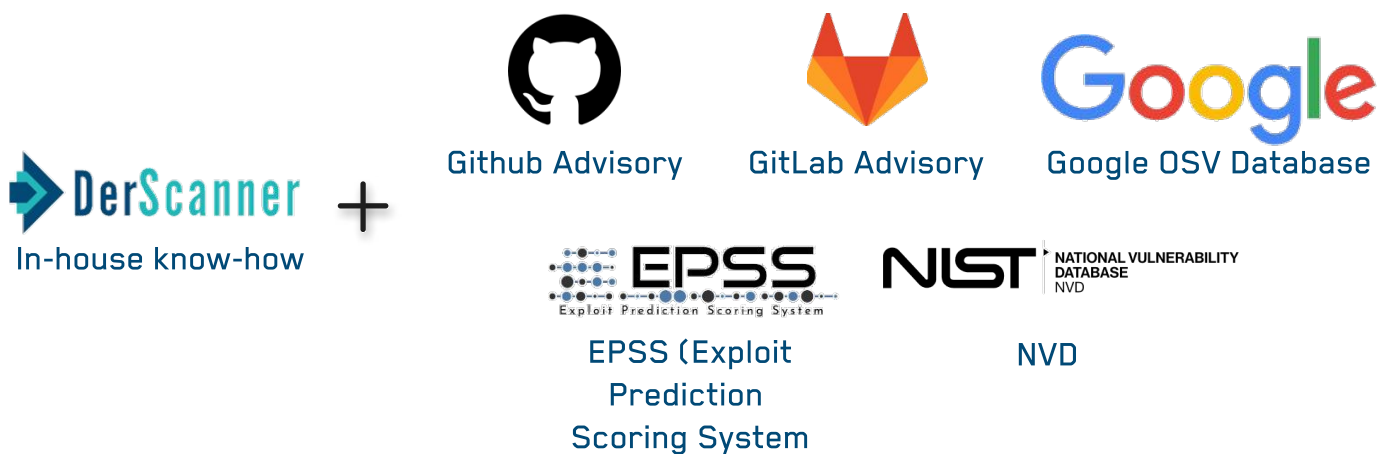 Github Advisory
GitLab Advisory
Google
Google OSV Database
DerScanner
+
In-house know-how
EPSS
Exploit Prediction Scoring System
EPSS (Exploit
Prediction
Scoring System
NIST
NATIONAL VULNERABILITY
DATABASE
NVD
NVD